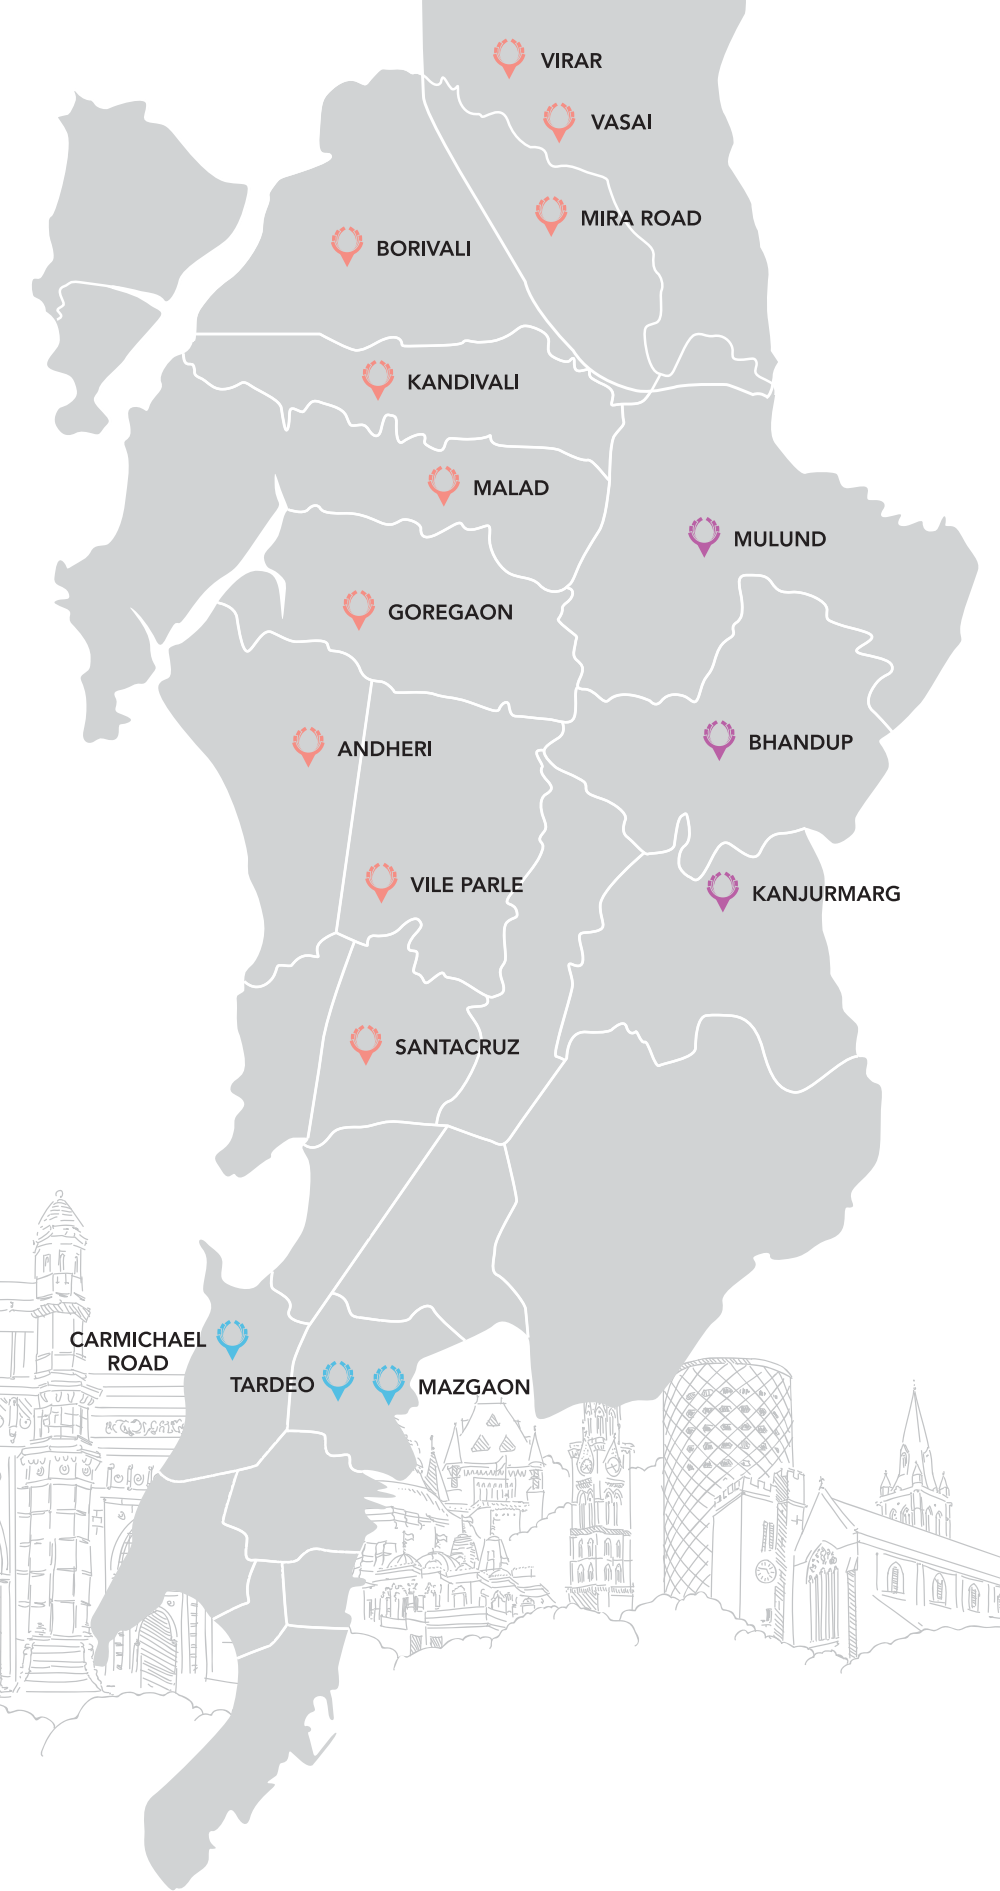 VIRAR
VASAI
MIRA ROAD
BORIVALI
KANDIVALI
MALAD
MULUND
GOREGAON
BHANDUP
ANDHERI
VILE PARLE
KANJURMARG
SANTACRUZ
CARMICHAEL
ROAD
TARDEO
MAZGAON